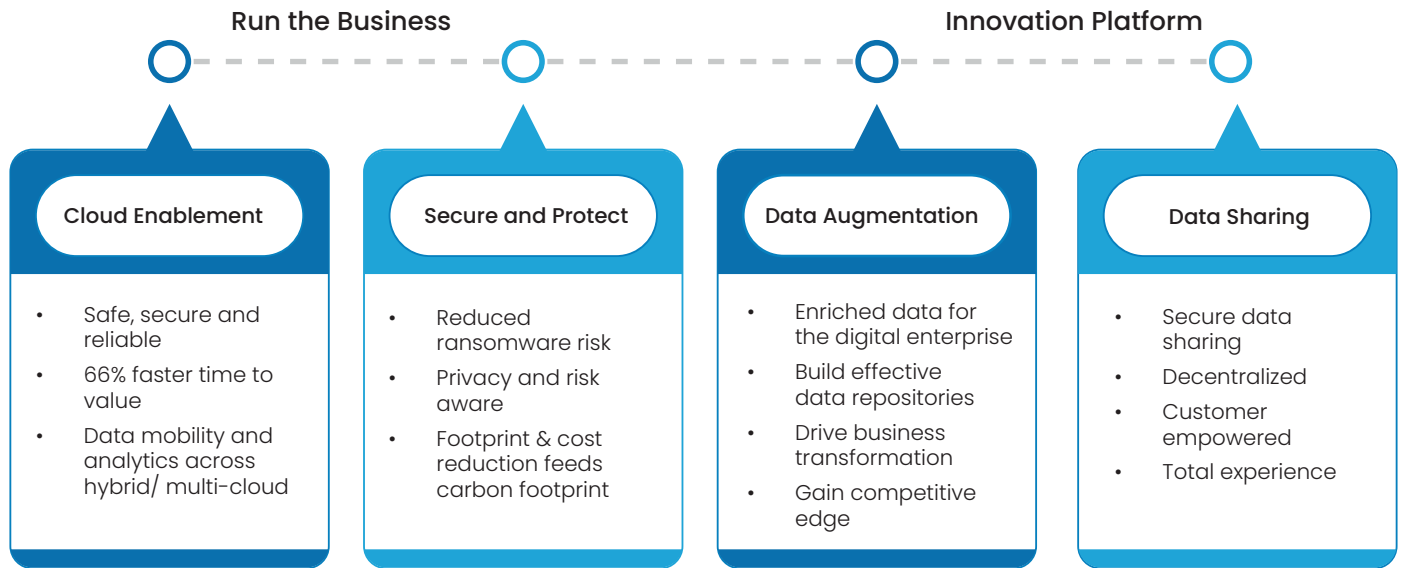 Run the Business
Innovation Platform
Cloud Enablement
• Safe, secure and
reliable
• 66% faster time to
value
• Data mobility and
analytics across
hybrid/ multi-cloud
Secure and Protect
• Reduced
ransomware risk
• Privacy and risk
aware
• Footprint & cost
reduction feeds
carbon footprint
Data Augmentation
• Enriched data for
the digital enterprise
• Build effective
data repositories
• Drive business
transformation
• Gain competitive
edge
Data Sharing
• Secure data
sharing
• Decentralized
• Customer
empowered
• Total experience